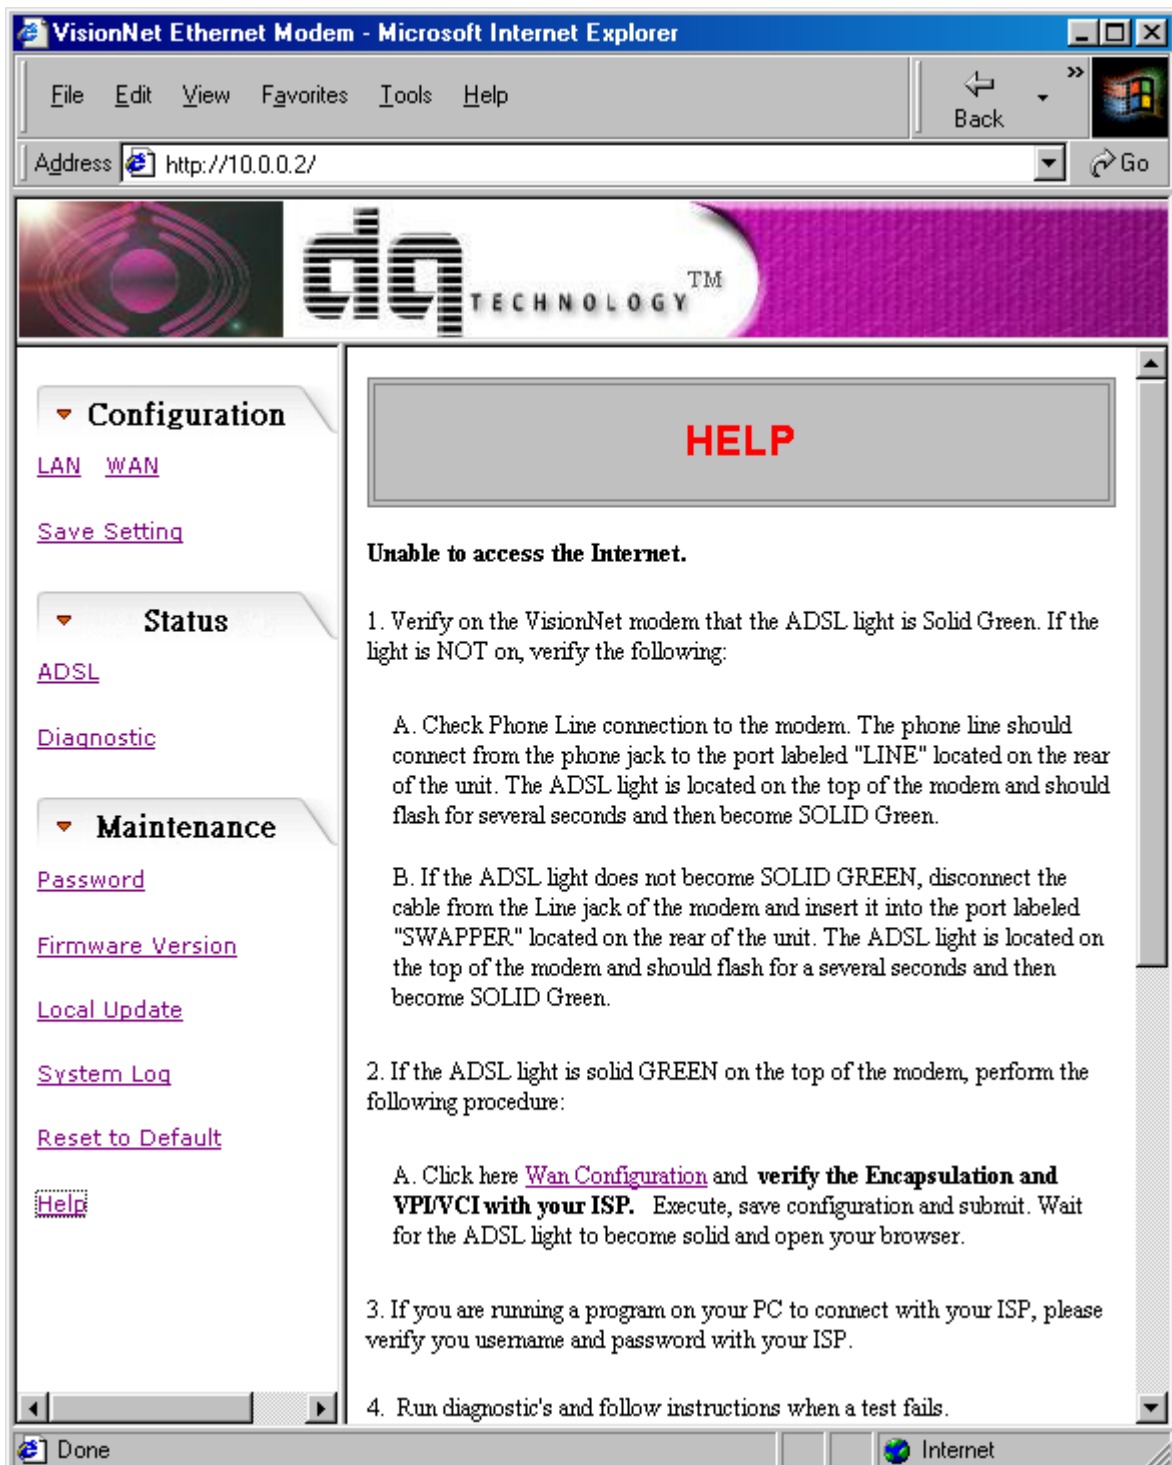 VisionNet Ethernet Modem - Microsoft Internet Explorer
File Edit View Favorites Tools Help
Back
»
Address http://10.0.0.2/
Go
dq TECHNOLOGY TM
Configuration
LAN WAN
Save Setting
Status
ADSL
Diagnostic
Maintenance
Password
Firmware Version
Local Update
System Log
Reset to Default
Help
HELP
Unable to access the Internet.
1. Verify on the VisionNet modem that the ADSL light is Solid Green. If the
light is NOT on, verify the following:
A. Check Phone Line connection to the modem. The phone line should
connect from the phone jack to the port labeled "LINE" located on the rear
of the unit. The ADSL light is located on the top of the modem and should
flash for several seconds and then become SOLID Green.
B. If the ADSL light does not become SOLID GREEN, disconnect the
cable from the Line jack of the modem and insert it into the port labeled
"SWAPPER" located on the rear of the unit. The ADSL light is located on
the top of the modem and should flash for a several seconds and then
become SOLID Green.
2. If the ADSL light is solid GREEN on the top of the modem, perform the
following procedure:
A. Click here Wan Configuration and verify the Encapsulation and
VPI/VCI with your ISP. Execute, save configuration and submit. Wait
for the ADSL light to become solid and open your browser.
3. If you are running a program on your PC to connect with your ISP, please
verify you username and password with your ISP.
4. Run diagnostic's and follow instructions when a test fails.
Done
Internet